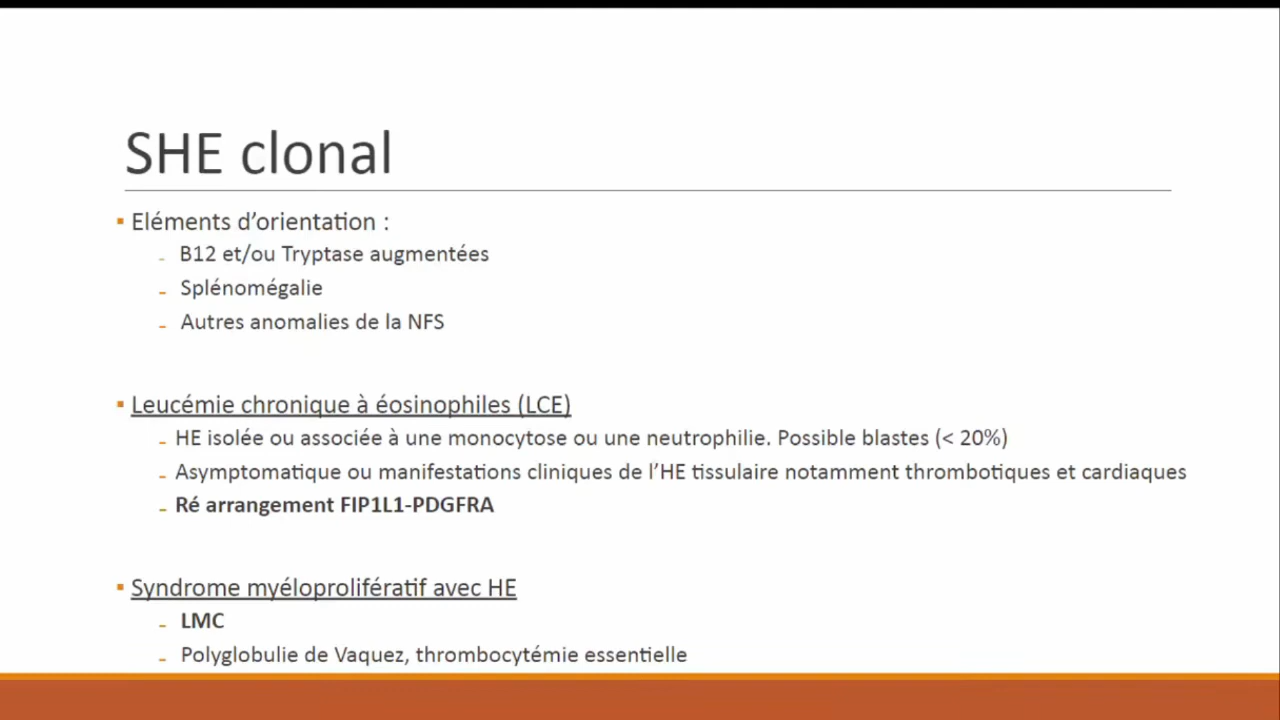 SHE clonal
▪ Eléments d'orientation :
- B12 et/ou Tryptase augmentées
- Splénomégalie
- Autres anomalies de la NFS
▪ Leucémie chronique à éosinophiles (LCE)
- HE isolée ou associée à une monocytose ou une neutrophilie. Possible blastes (< 20%)
- Asymptomatique ou manifestations cliniques de l'HE tissulaire notamment thrombotiques et cardiaques
- Ré arrangement FIP1L1-PDGFRA
▪ Syndrome myéloprolifératif avec HE
- LMC
- Polyglobulie de Vaquez, thrombocytémie essentielle